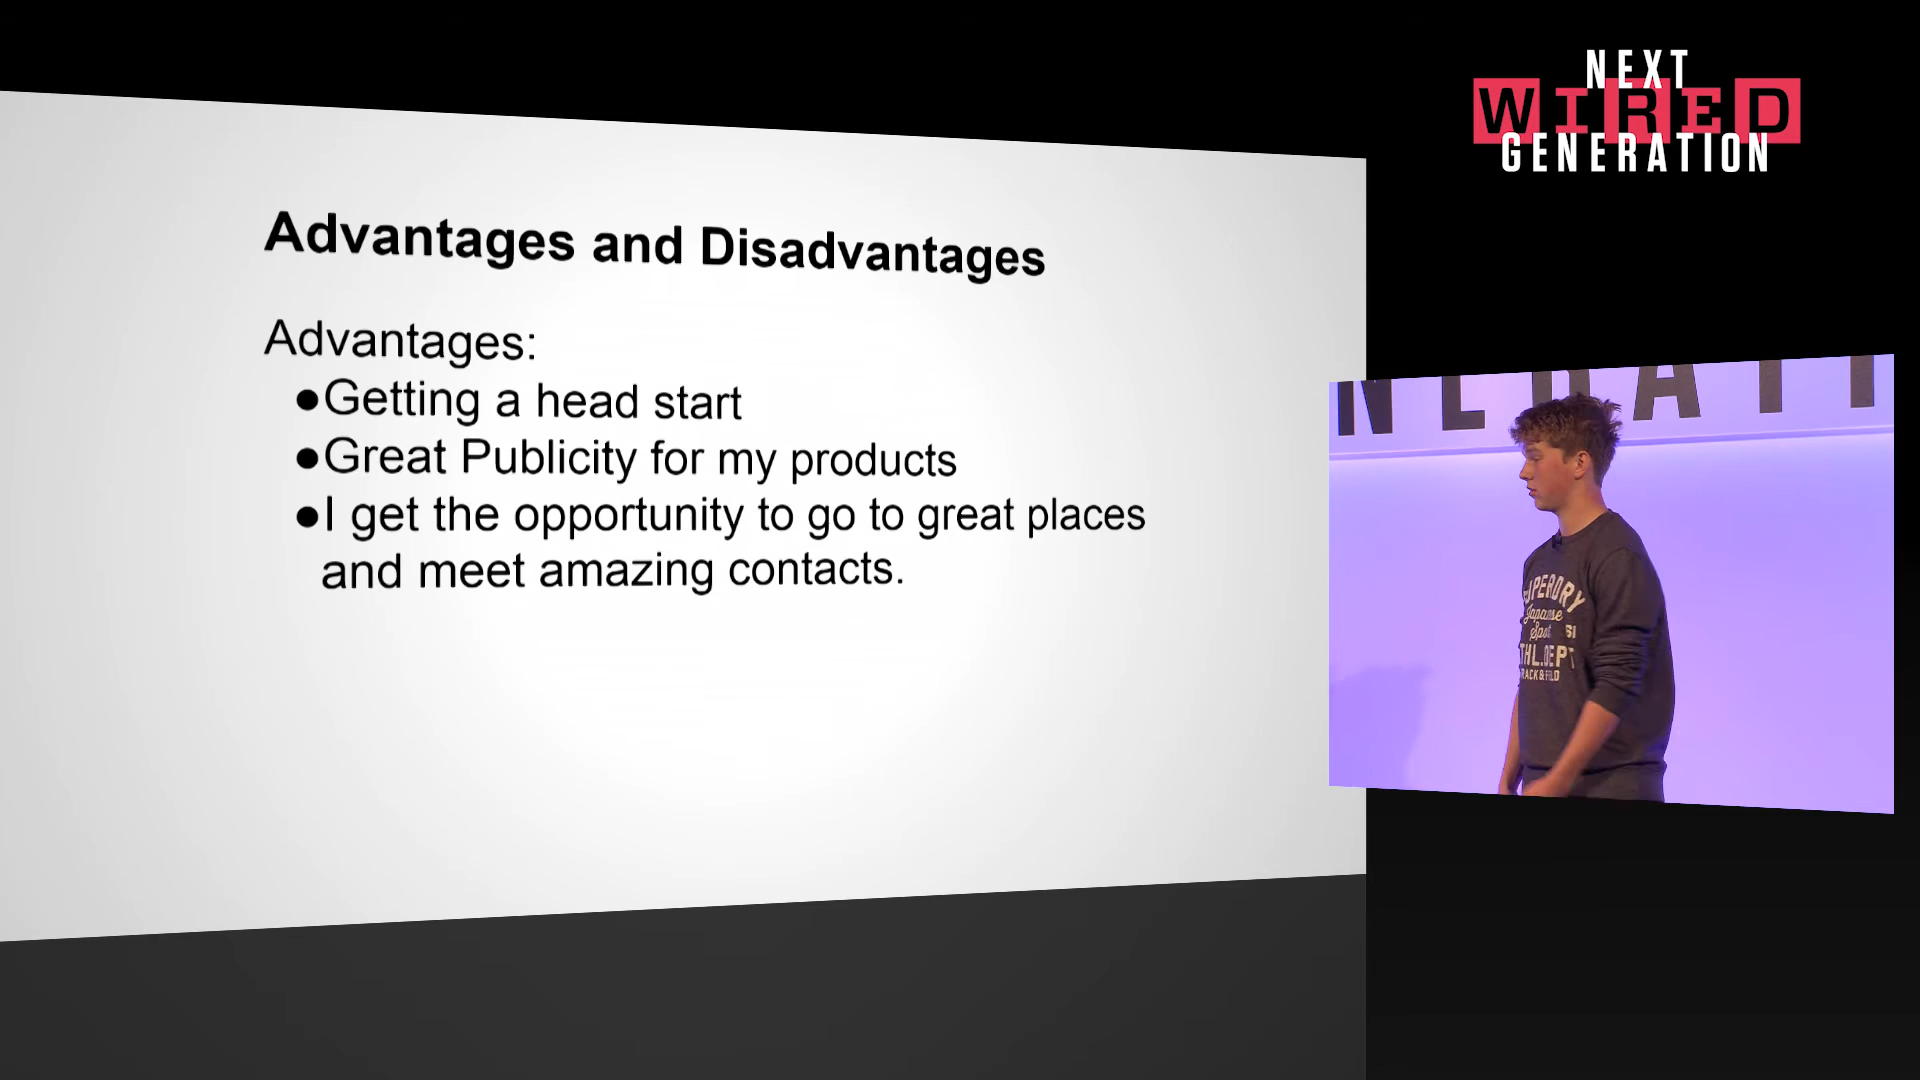 NEXT
WIRED
GENERATION
Advantages and Disadvantages
Advantages:
●Getting a head start
●Great Publicity for my products
●I get the opportunity to go to great places
and meet amazing contacts.
Japanese